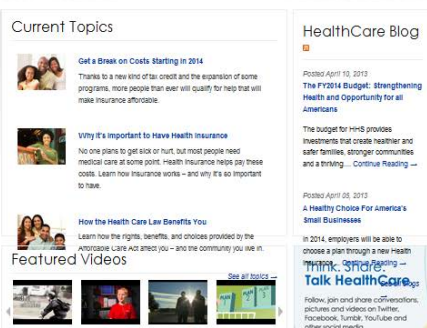 Current Topics
Get a Break on Costs Starting in 2014
Thanks to a new kind of tax credit and the expansion of some
programs, more people than ever will qualify for help that will
make insurance affordable.
Why It's Important to Have Health Insurance
No one plans to get sick or hurt, but most people need
medical care at some point. Health insurance helps pay these
costs. Learn how insurance works – and why it's so important
to have.
How the Health Care Law Benefits You
Learn how the rights, benefits, and choices provided by the
Affordable Care Act affect you – and the community you live in.
See all topics →
Featured Videos
HealthCare Blog
Posted April 10, 2013
The FY2014 Budget: Strengthening
Health and Opportunity for all
Americans
The budget for HHS provides
investments that create healthier and
safer families, stronger communities
and a thriving... Continue Reading →
Posted April 05, 2013
A Healthy Choice For America's
Small Businesses
In 2014, employers will be able to
choose a plan through a new Health
Insurance... Continue Reading →
See all blogs
→
Think. Share.
Talk HealthCare.
Follow, join and share conversations,
pictures and videos on Twitter,
Facebook, Tumblr, YouTube and
other social media